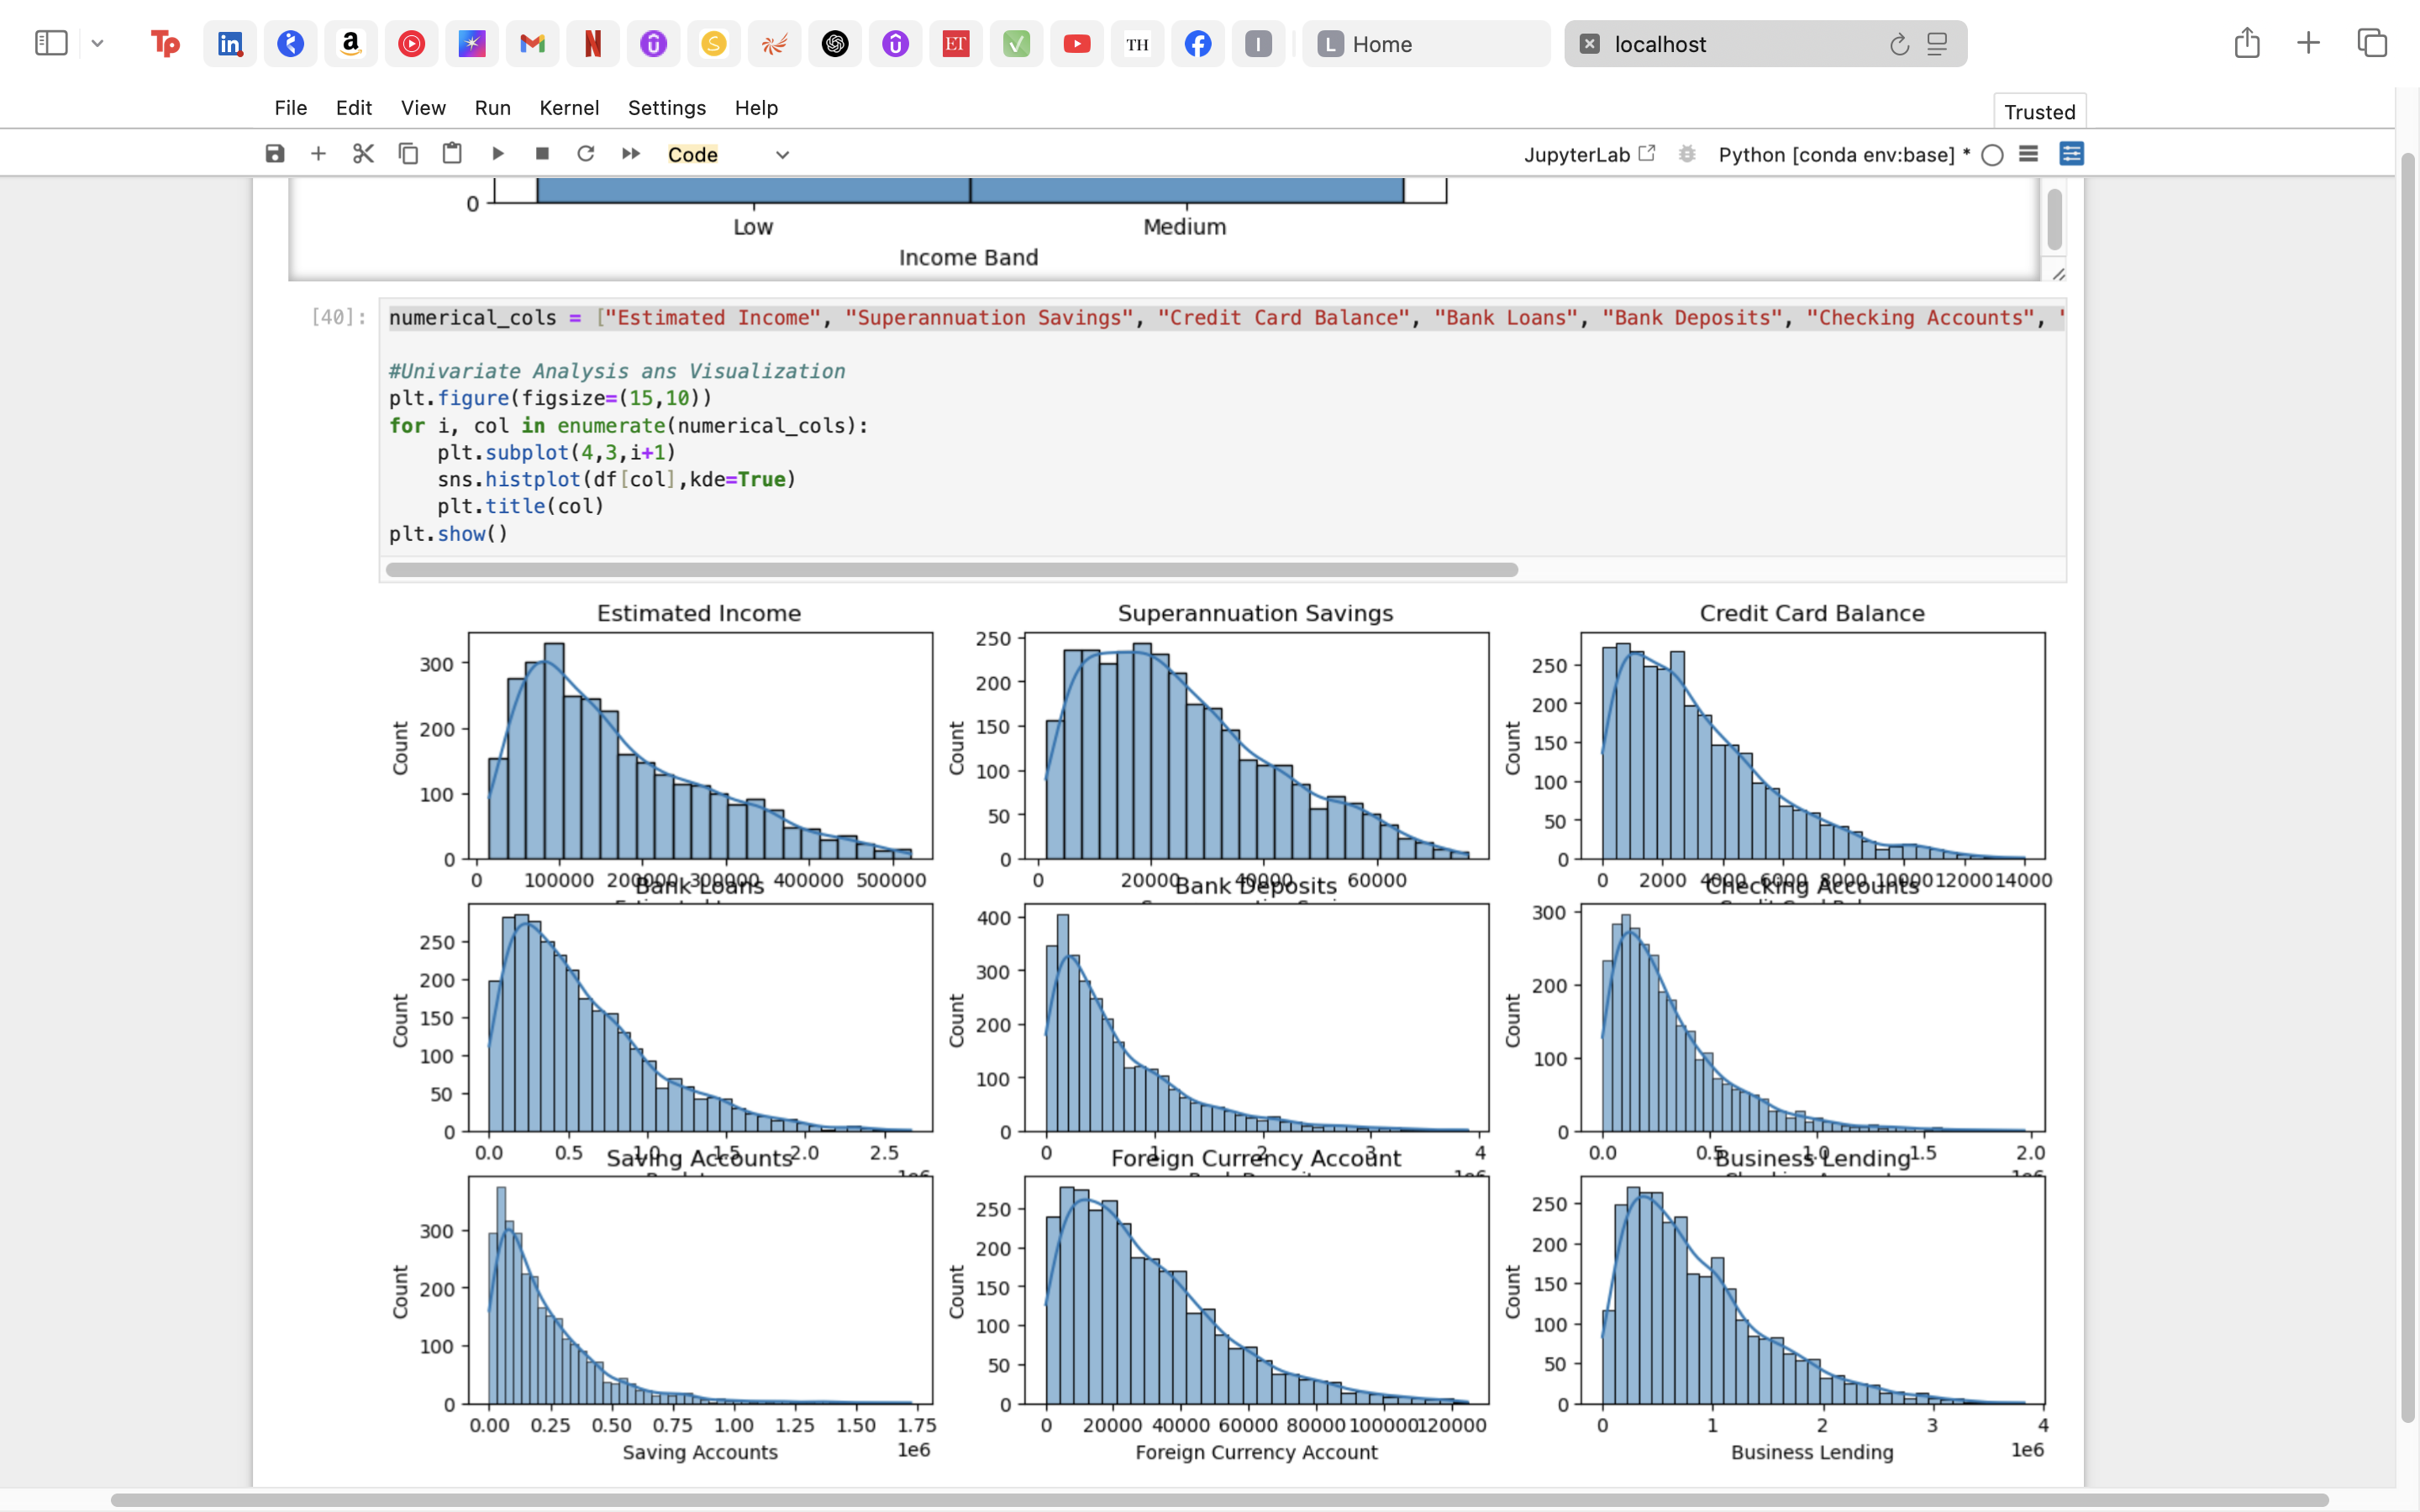 Tp in a N U S U ET TH I L Home localhost
File Edit View Run Kernel Settings Help Trusted
Code JupyterLab Python [conda env:base] *
0
Low Medium
Income Band
[40]: numerical_cols = ["Estimated Income", "Superannuation Savings", "Credit Card Balance", "Bank Loans", "Bank Deposits", "Checking Accounts", "
#Univariate Analysis ans Visualization
plt.figure(figsize=(15,10))
for i, col in enumerate(numerical_cols):
plt.subplot(4,3,i+1)
sns.histplot(df[col],kde=True)
plt.title(col)
plt.show()
Estimated Income
Count
300
200
100
0
0 100000 200000 300000 400000 500000
Superannuation Savings
Count
250
200
150
100
50
0
0 20000 40000 60000
Credit Card Balance
Count
250
200
150
100
50
0
0 2000 4000 6000 8000 10000 12000 14000
Bank Loans
Count
250
200
150
100
50
0
0.0 0.5 1.0 1.5 2.0 2.5
Bank Deposits
Count
400
300
200
100
0
0 1 2 3 4
Checking Accounts
Count
300
200
100
0
0.0 0.5 1.0 1.5 2.0
Saving Accounts
Count
300
200
100
0
0.00 0.25 0.50 0.75 1.00 1.25 1.50 1.75
1e6
Saving Accounts
Foreign Currency Account
Count
250
200
150
100
50
0
0 20000 40000 60000 80000 100000 120000
Foreign Currency Account
Business Lending
Count
250
200
150
100
50
0
0 1 2 3 4
1e6
Business Lending